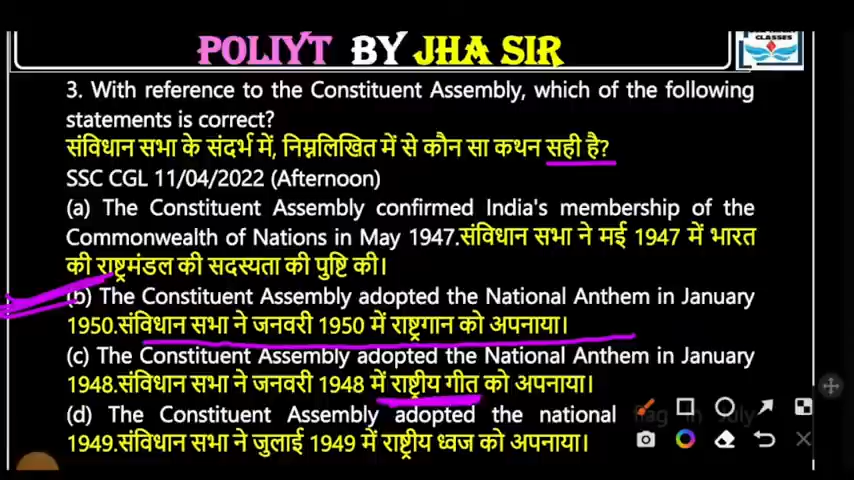 POLIYT BY JHA SIR
CLASSES
3. With reference to the Constituent Assembly, which of the following
statements is correct?
संविधान सभा के संदर्भ में, निम्नलिखित में से कौन सा कथन सही है?
SSC CGL 11/04/2022 (Afternoon)
(a) The Constituent Assembly confirmed India's membership of the
Commonwealth of Nations in May 1947.संविधान सभा ने मई 1947 में भारत
की राष्ट्रमंडल की सदस्यता की पुष्टि की।
(b) The Constituent Assembly adopted the National Anthem in January
1950.संविधान सभा ने जनवरी 1950 में राष्ट्रगान को अपनाया।
(c) The Constituent Assembly adopted the National Anthem in January
1948.संविधान सभा ने जनवरी 1948 में राष्ट्रीय गीत को अपनाया।
(d) The Constituent Assembly adopted the national flag in July
1949.संविधान सभा ने जुलाई 1949 में राष्ट्रीय ध्वज को अपनाया।